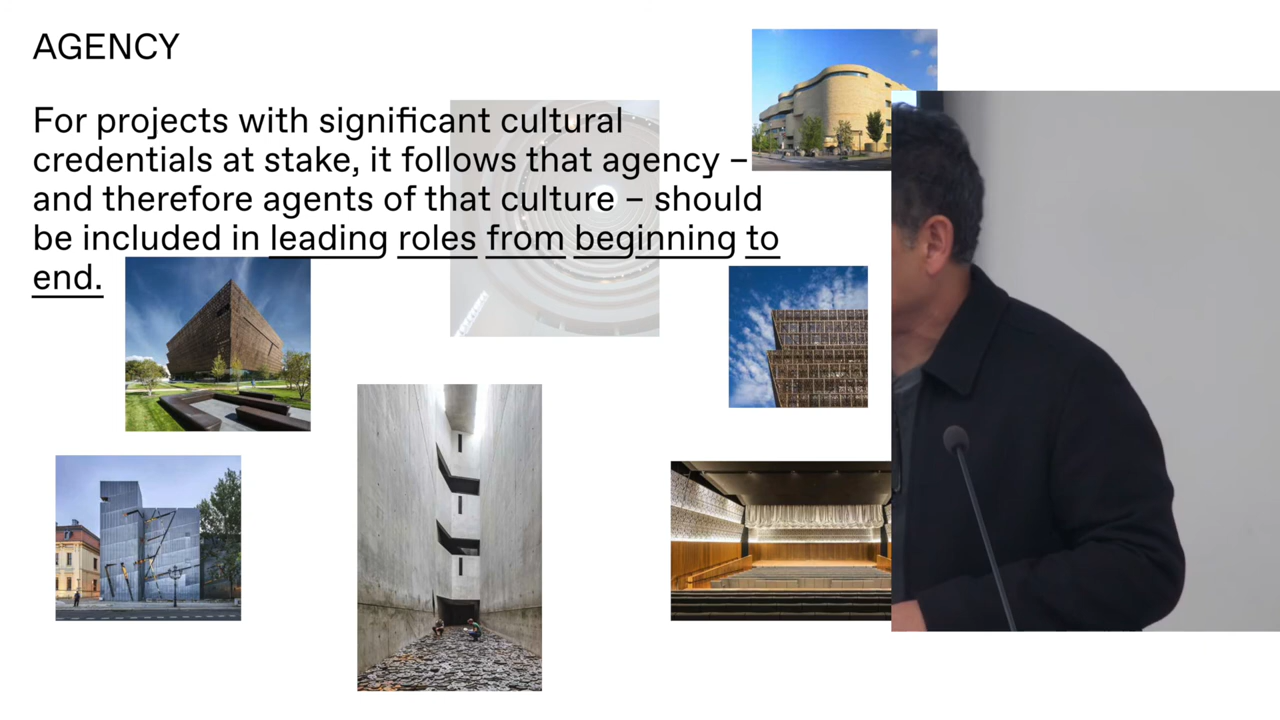 AGENCY
For projects with significant cultural
credentials at stake, it follows that agency –
and therefore agents of that culture – should
be included in leading roles from beginning to
end.